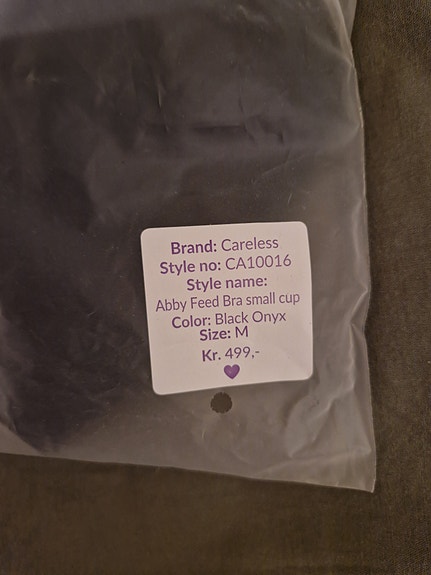 Brand: Careless
Style no: CA10016
Style name:
Abby Feed Bra small cup
Color: Black Onyx
Size: M
Kr. 499,-